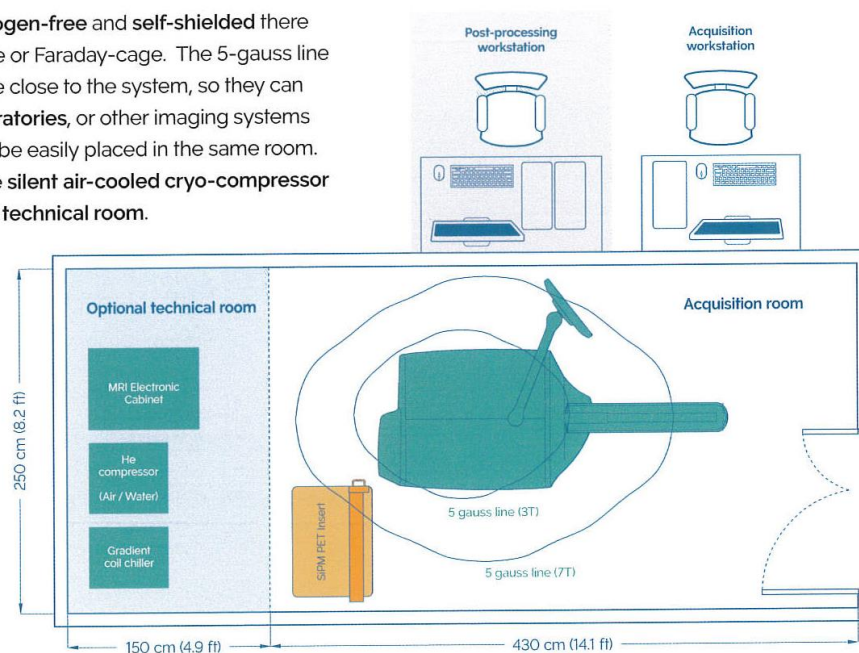 ogen-free and self-shielded there
e or Faraday-cage. The 5-gauss line
e close to the system, so they can
ratories, or other imaging systems
be easily placed in the same room.
e silent air-cooled cryo-compressor
technical room.
Post-processing
workstation
Acquisition
workstation
Optional technical room
Acquisition room
MRI Electronic
Cabinet
He
compressor
(Air / Water)
Gradient
coil chiller
SiPM PET Insert
5 gauss line (3T)
5 gauss line (7T)
250 cm (8.2 ft)
150 cm (4.9 ft)
430 cm (14.1 ft)